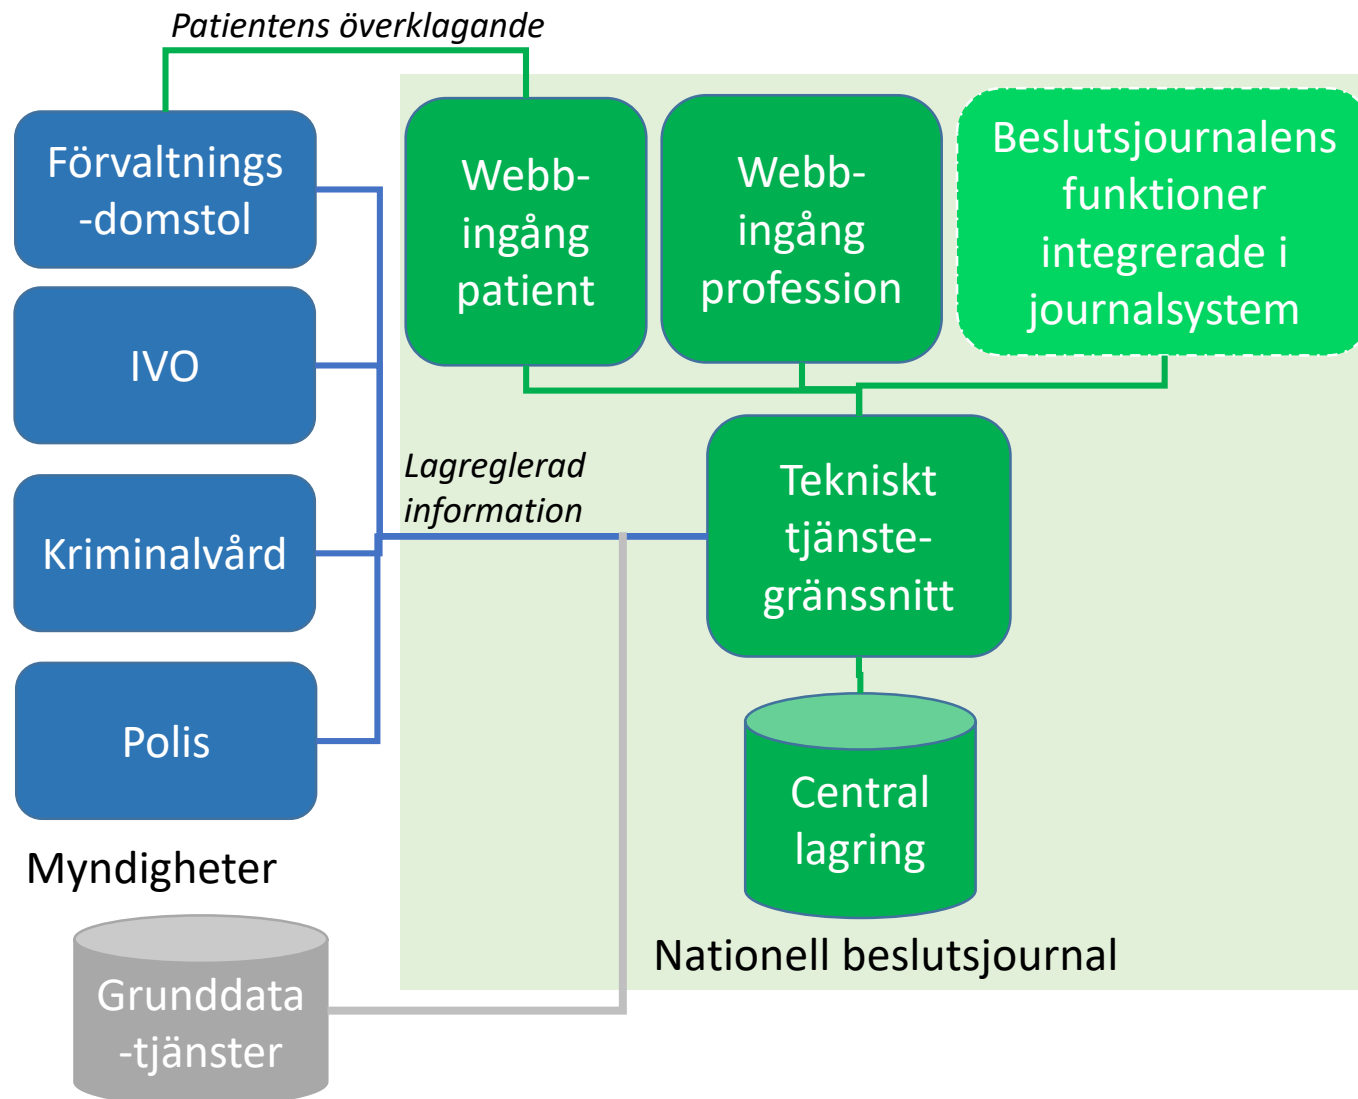 Patientens överklagande
Förvaltnings
-domstol
IVO
Kriminalvård
Polis
Myndigheter
Grunddata
-tjänster
Webb-
ingång
patient
Webb-
ingång
profession
Beslutsjournalens
funktioner
integrerade i
journalsystem
Lagreglerad
information
Tekniskt
tjänste-
gränssnitt
Central
lagring
Nationell beslutsjournal